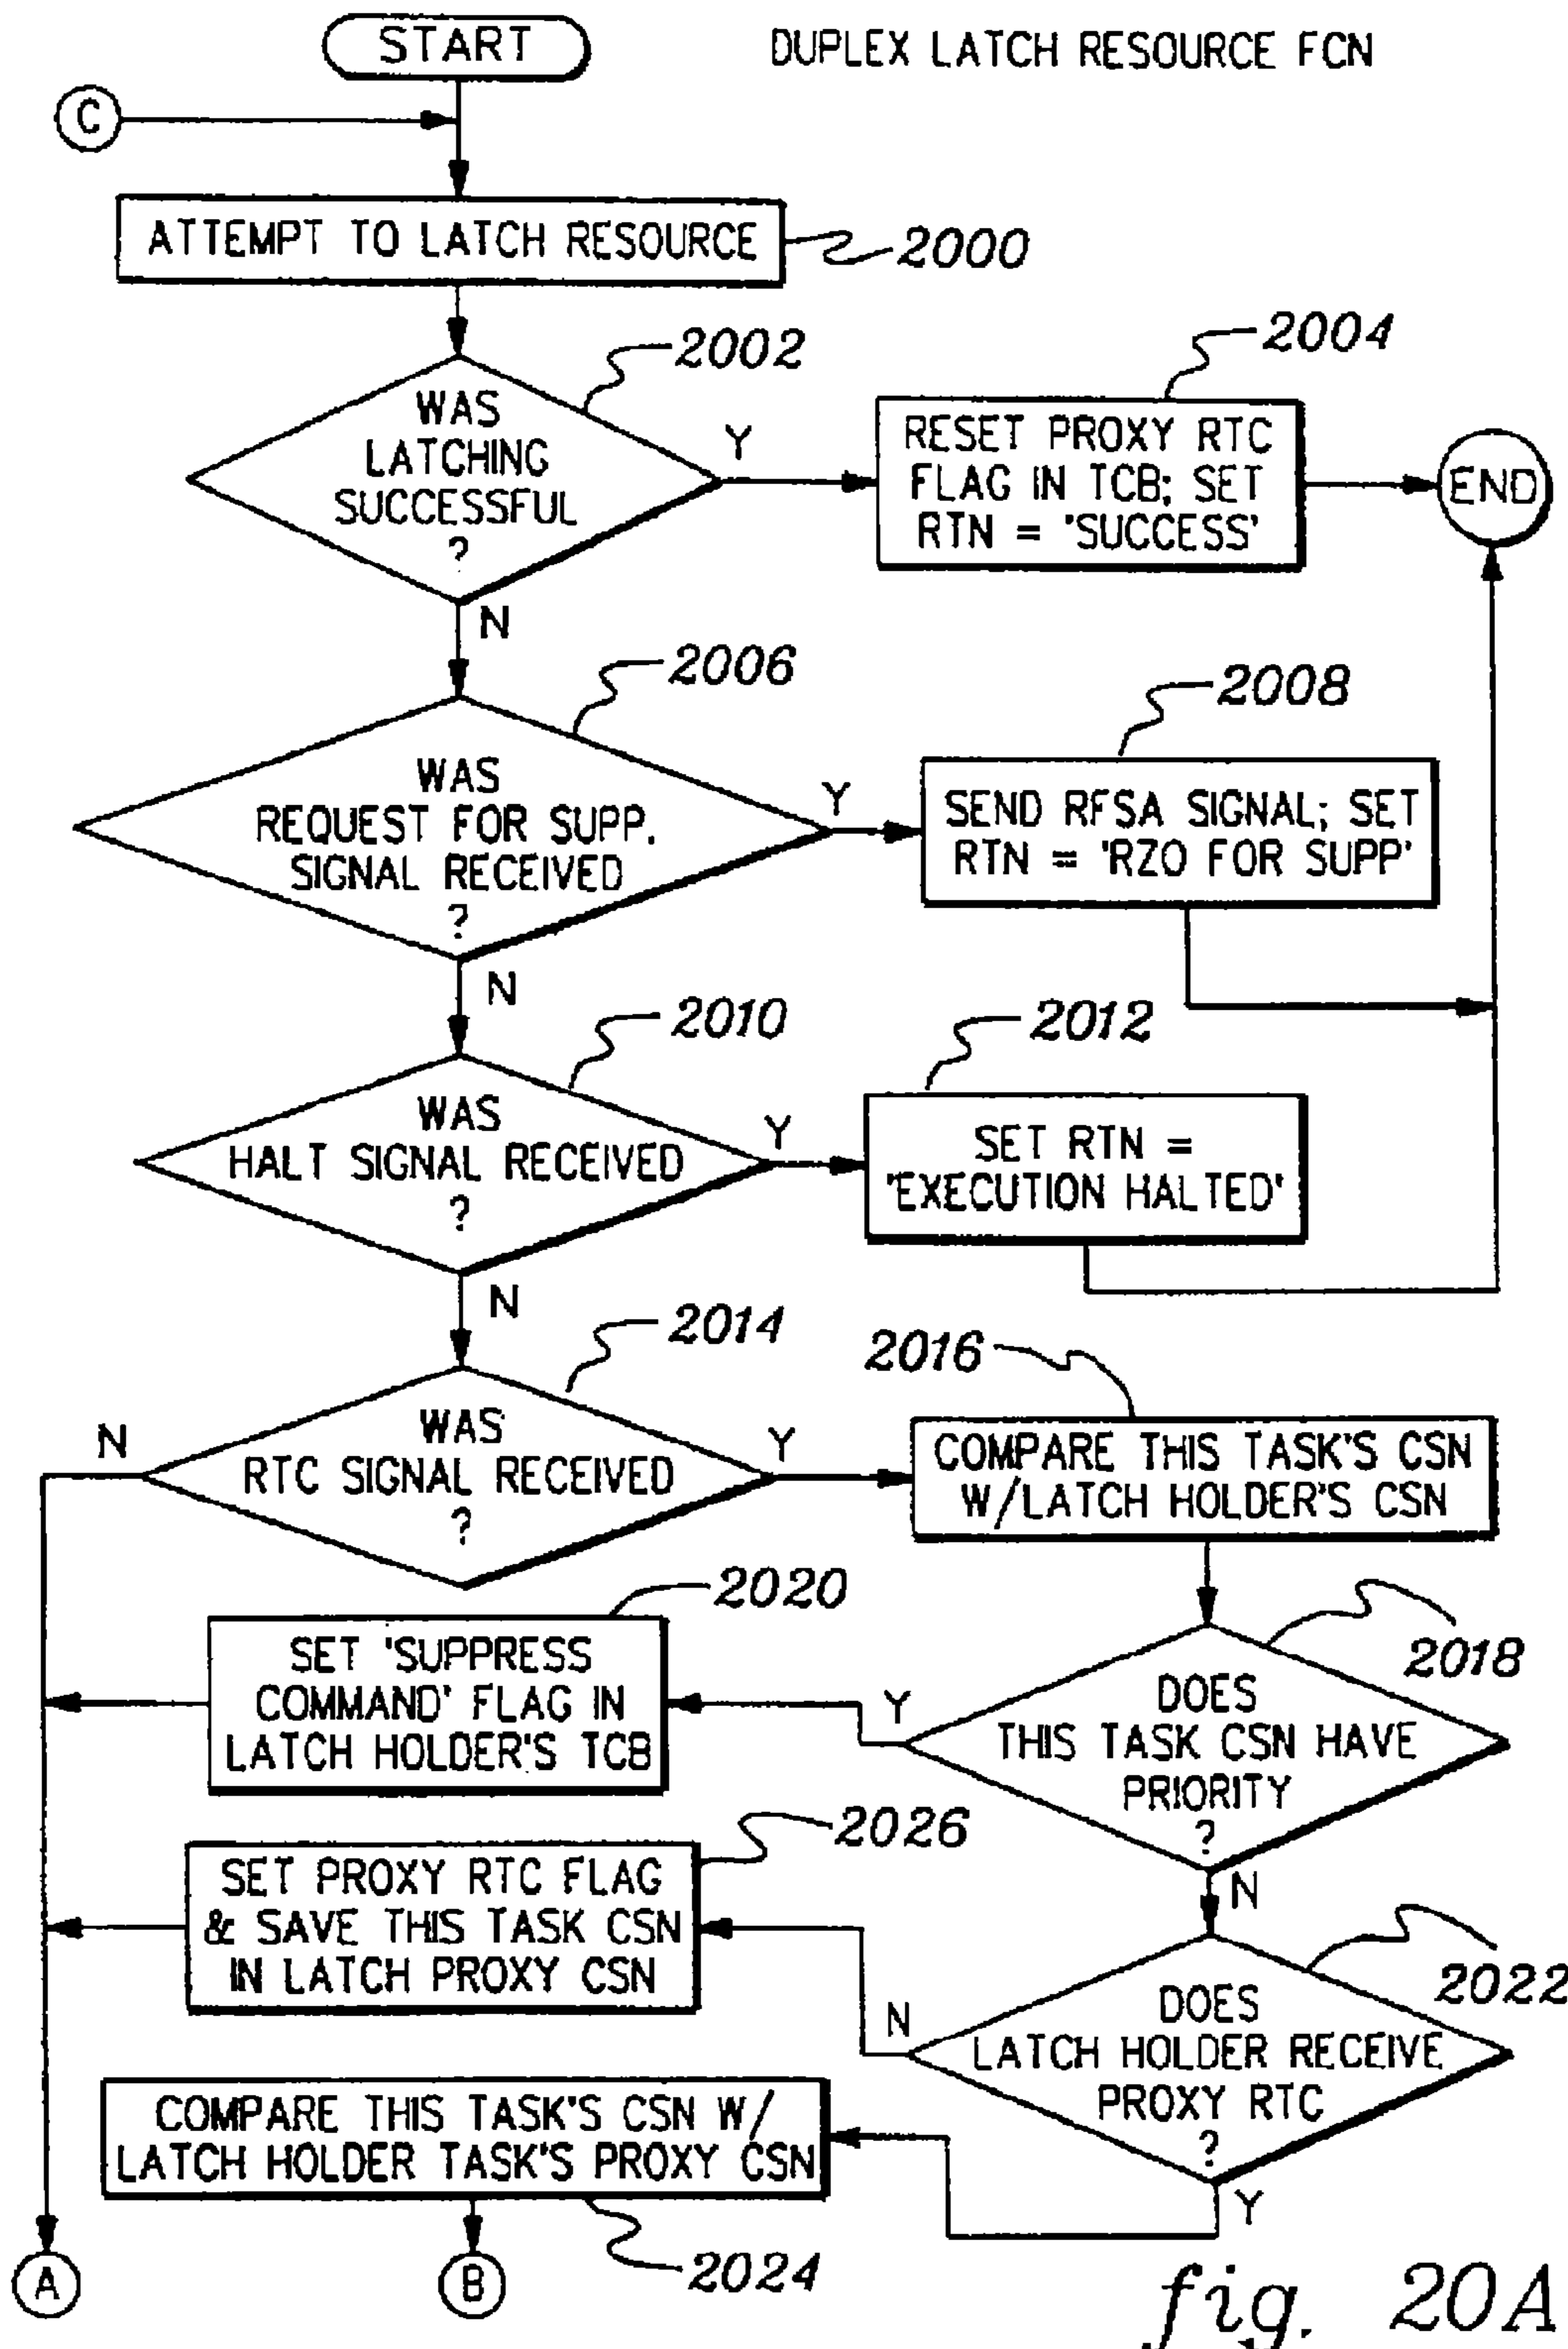 START
DUPLEX LATCH RESOURCE FCN
C
ATTEMPT TO LATCH RESOURCE
2000
2002
WAS
LATCHING
SUCCESSFUL
?
Y
N
2004
RESET PROXY RTC
FLAG IN TCB; SET
RTN = 'SUCCESS'
END
2006
WAS
REQUEST FOR SUPP.
SIGNAL RECEIVED
?
Y
N
2008
SEND RFSA SIGNAL; SET
RTN = 'RZO FOR SUPP'
2010
WAS
HALT SIGNAL RECEIVED
?
Y
N
2012
SET RTN =
'EXECUTION HALTED'
2014
WAS
RTC SIGNAL RECEIVED
?
N
Y
2016
COMPARE THIS TASK'S CSN
W/LATCH HOLDER'S CSN
2020
SET 'SUPPRESS
COMMAND' FLAG IN
LATCH HOLDER'S TCB
2018
DOES
THIS TASK CSN HAVE
PRIORITY
?
Y
N
2026
SET PROXY RTC FLAG
& SAVE THIS TASK CSN
IN LATCH PROXY CSN
2022
DOES
LATCH HOLDER RECEIVE
PROXY RTC
?
N
Y
COMPARE THIS TASK'S CSN W/
LATCH HOLDER TASK'S PROXY CSN
2024
A
B
fig. 20A